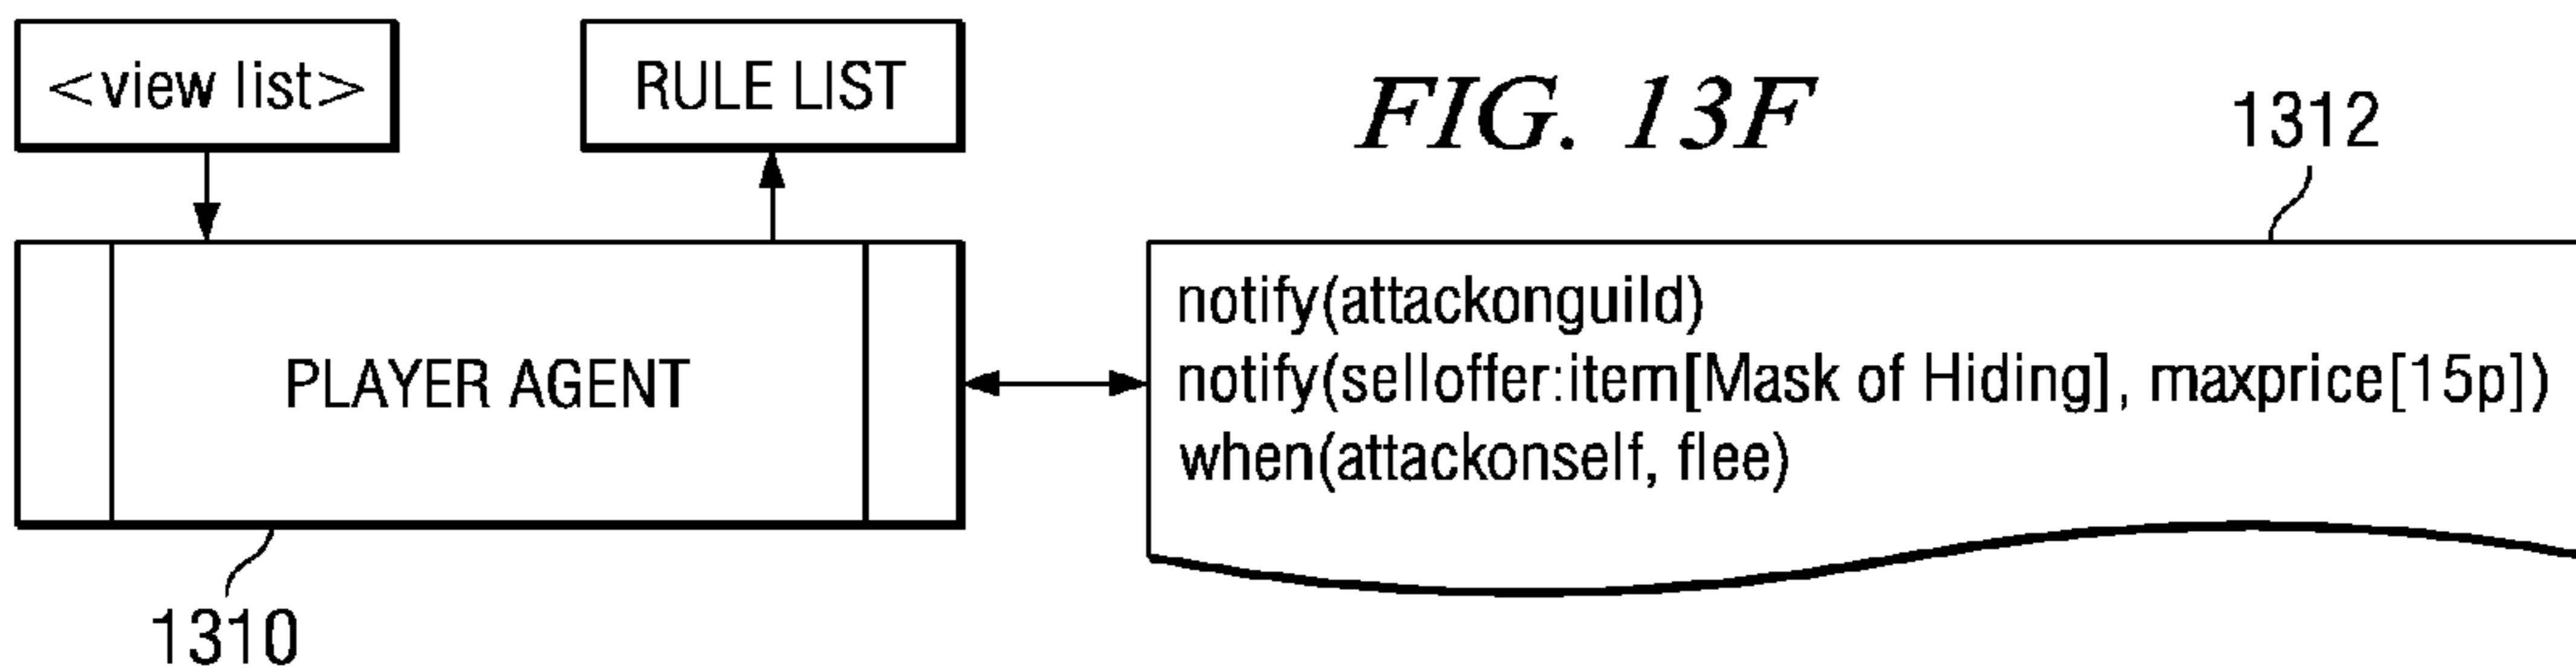 <view list>
RULE LIST
FIG. 13F
1312
PLAYER AGENT
notify(attackonguild)
notify(selloffer:item[Mask of Hiding], maxprice[15p])
when(attackonself, flee)
1310